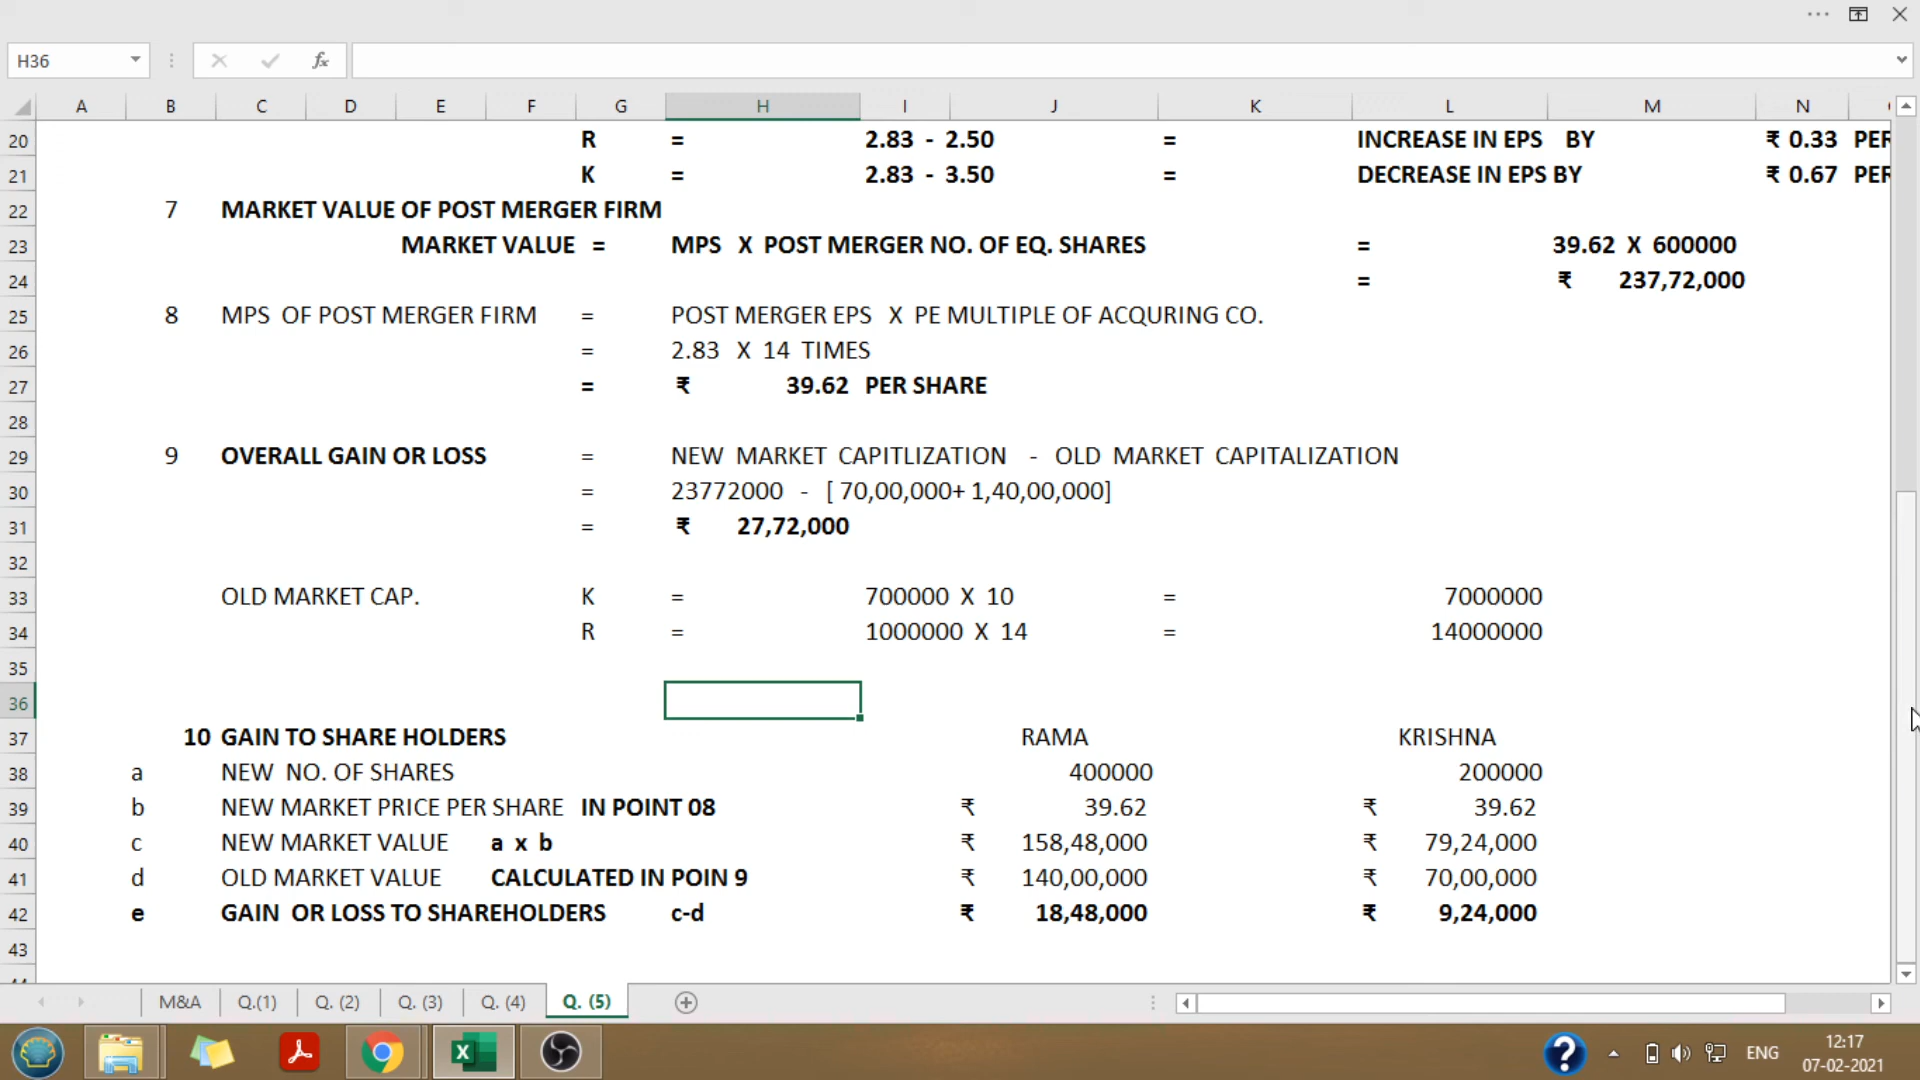 H36 fx
A B C D E F G H I J K L M N
20 R = 2.83 - 2.50 = INCREASE IN EPS BY ₹ 0.33 PER
21 K = 2.83 - 3.50 = DECREASE IN EPS BY ₹ 0.67 PER
22 7 MARKET VALUE OF POST MERGER FIRM
23 MARKET VALUE = MPS X POST MERGER NO. OF EQ. SHARES = 39.62 X 600000
24 = ₹ 237,72,000
25 8 MPS OF POST MERGER FIRM = POST MERGER EPS X PE MULTIPLE OF ACQURING CO.
26 = 2.83 X 14 TIMES
27 = ₹ 39.62 PER SHARE
28
29 9 OVERALL GAIN OR LOSS = NEW MARKET CAPITLIZATION - OLD MARKET CAPITALIZATION
30 = 23772000 - [ 70,00,000+ 1,40,00,000]
31 = ₹ 27,72,000
32
33 OLD MARKET CAP. K = 700000 X 10 = 7000000
34 R = 1000000 X 14 = 14000000
35
36
37 10 GAIN TO SHARE HOLDERS RAMA KRISHNA
38 a NEW NO. OF SHARES 400000 200000
39 b NEW MARKET PRICE PER SHARE IN POINT 08 ₹ 39.62 ₹ 39.62
40 c NEW MARKET VALUE a x b ₹ 158,48,000 ₹ 79,24,000
41 d OLD MARKET VALUE CALCULATED IN POIN 9 ₹ 140,00,000 ₹ 70,00,000
42 e GAIN OR LOSS TO SHAREHOLDERS c-d ₹ 18,48,000 ₹ 9,24,000
43
M&A Q.(1) Q. (2) Q. (3) Q. (4) Q. (5)
ENG 12:17
07-02-2021